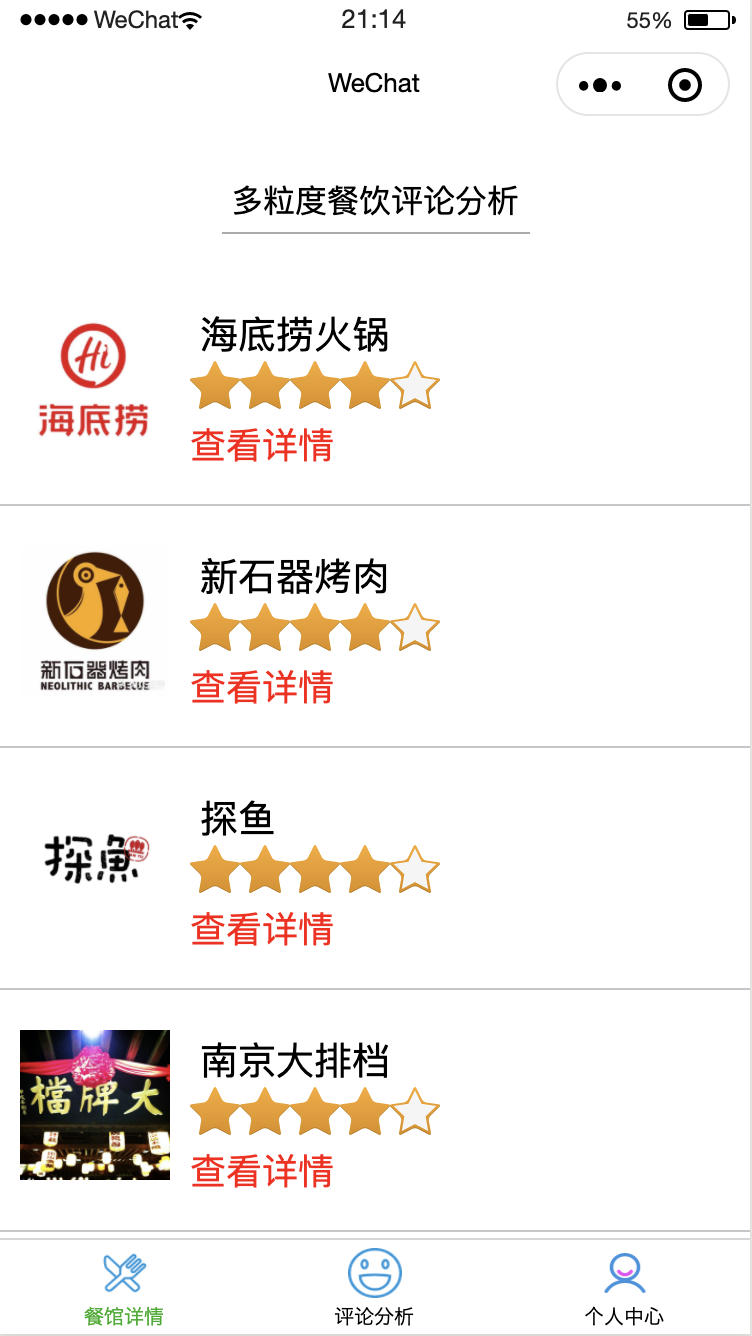 WeChat 21:14 55%
WeChat
多粒度餐饮评论分析
Hi
海底捞
海底捞火锅
查看详情
新石器烤肉
NEOLITHIC BARBECUE
新石器烤肉
查看详情
探魚
探鱼
查看详情
檔牌大
南京大排档
查看详情
餐馆详情 评论分析 个人中心